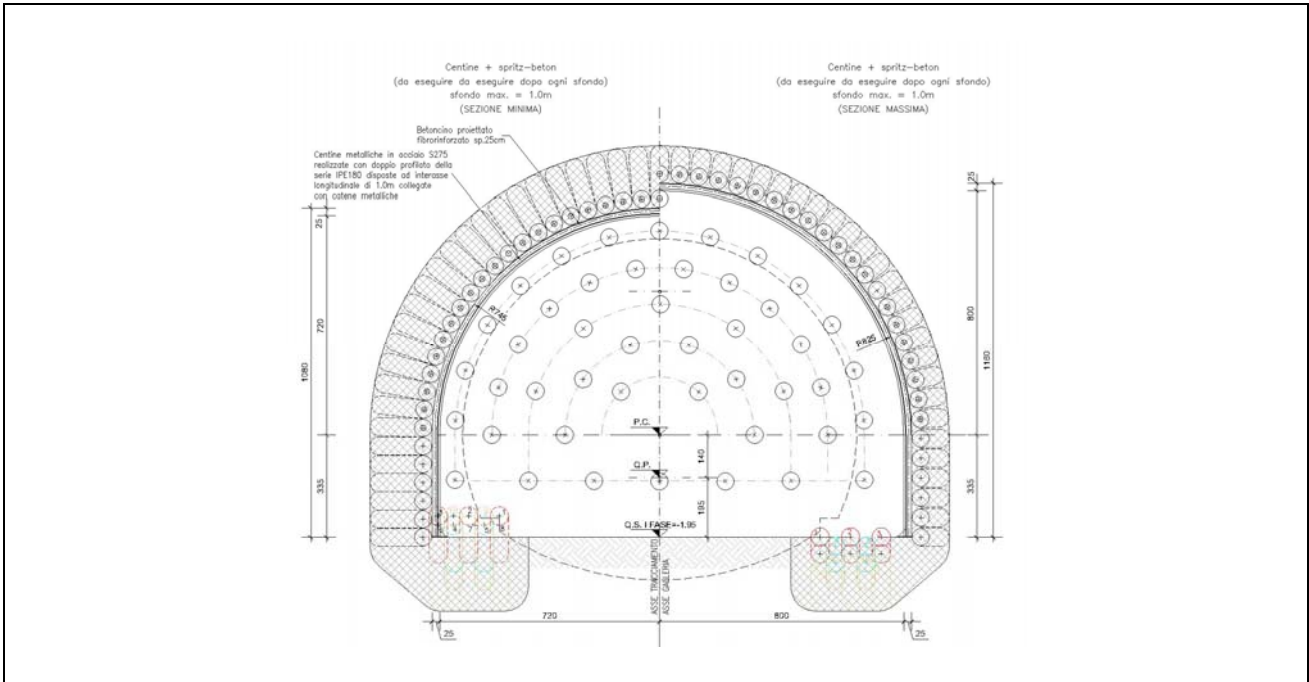 Centine + spritz-beton
(da eseguire da eseguire dopo ogni sfondo)
sfondo max. = 1.0m
(SEZIONE MINIMA)
Centine + spritz-beton
(da eseguire da eseguire dopo ogni sfondo)
sfondo max. = 1.0m
(SEZIONE MASSIMA)
Betoncino proiettato
fibrorinforzato sp.25cm
Centine metalliche in acciaio S275
realizzate con doppio profilato della
serie IPE180 disposte ad interasse
longitudinale di 1.0m collegate
con catene metalliche
25
720
1080
335
R745
R825
25
800
1160
335
P.C.
140
Q.P.
195
Q.S. I FASE=-1.95
ASSE TRACCIAMENTO
ASSE GALLERIA
720
800
25
25